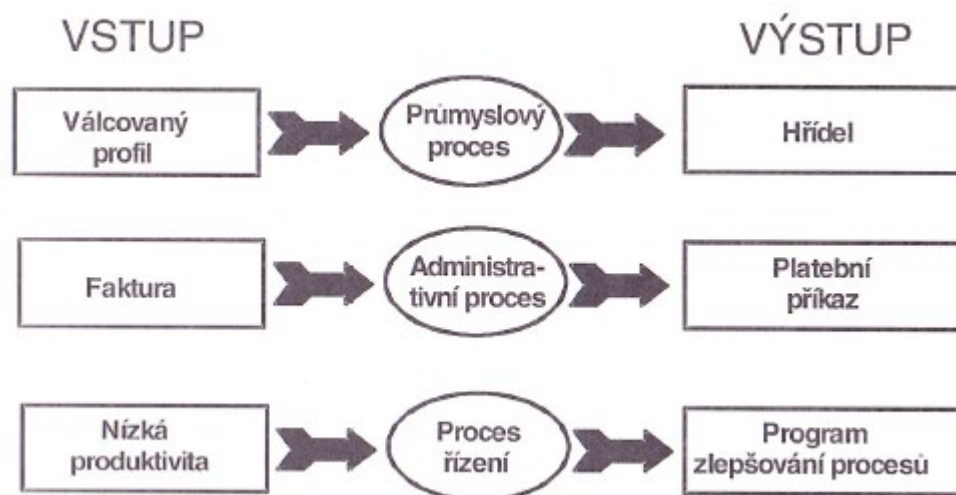 VSTUP
VÝSTUP
Válcovaný
profil
Průmyslový
proces
Hřídel
Faktura
Administra-
tivní proces
Platební
příkaz
Nízká
produktivita
Proces
řízení
Program
zlepšování procesů